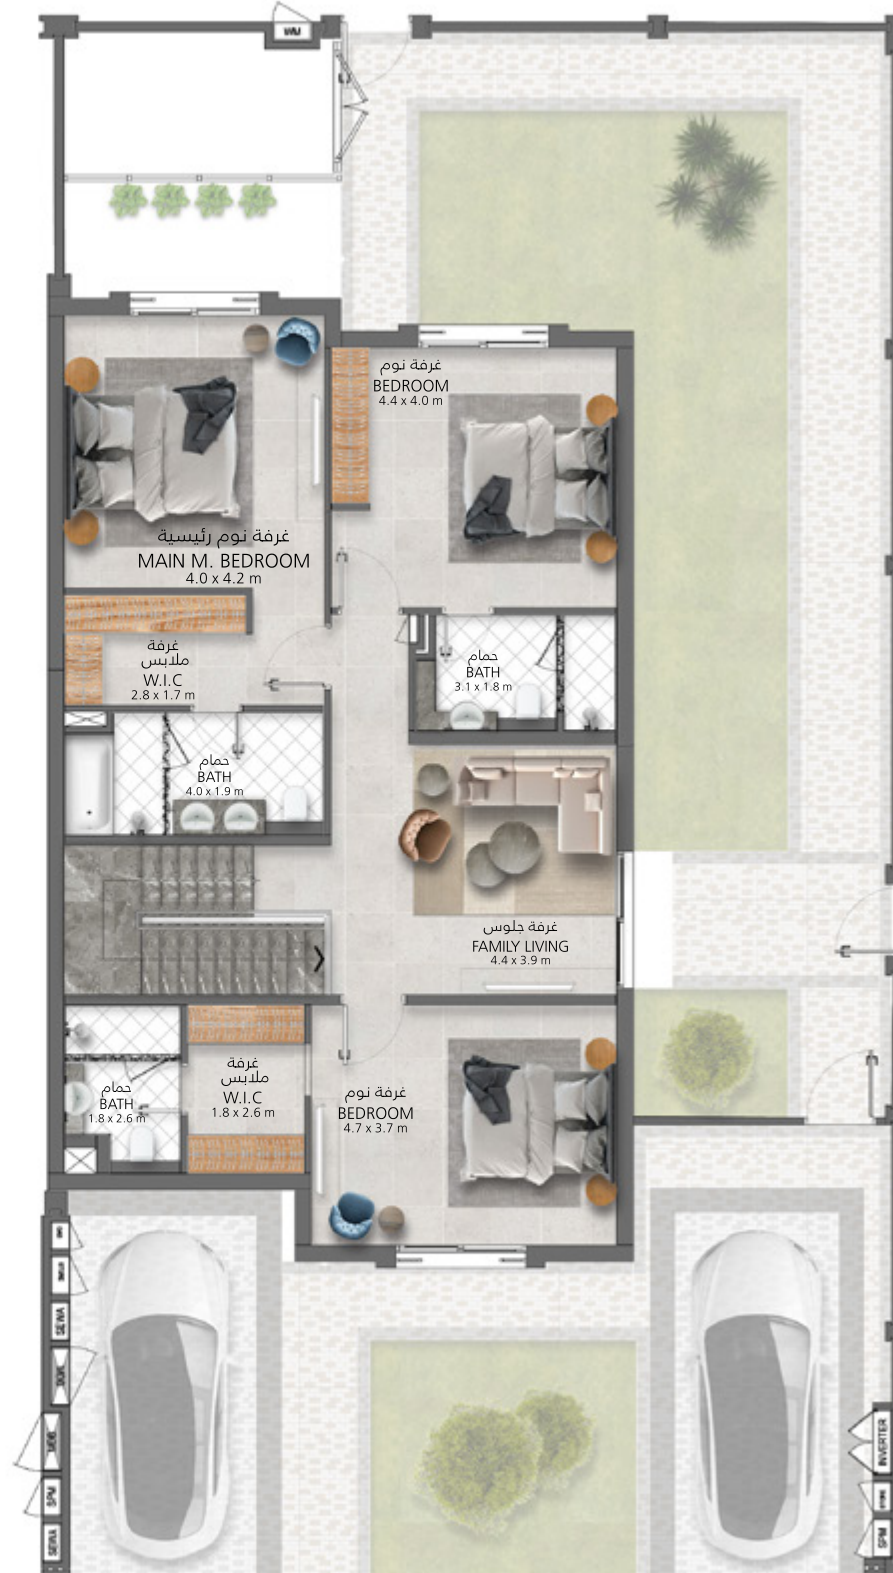 WM
غرفة نوم
BEDROOM
4.4 x 4.0 m
غرفة نوم رئيسية
MAIN M. BEDROOM
4.0 x 4.2 m
غرفة
ملابس
W.I.C
2.8 x 1.7 m
حمام
BATH
3.1 x 1.8 m
حمام
BATH
4.0 x 1.9 m
غرفة جلوس
FAMILY LIVING
4.4 x 3.9 m
غرفة
ملابس
W.I.C
1.8 x 2.6 m
حمام
BATH
1.8 x 2.6 m
غرفة نوم
BEDROOM
4.7 x 3.7 m
SEWA
SPM
SEWA
INVERTER
SPM